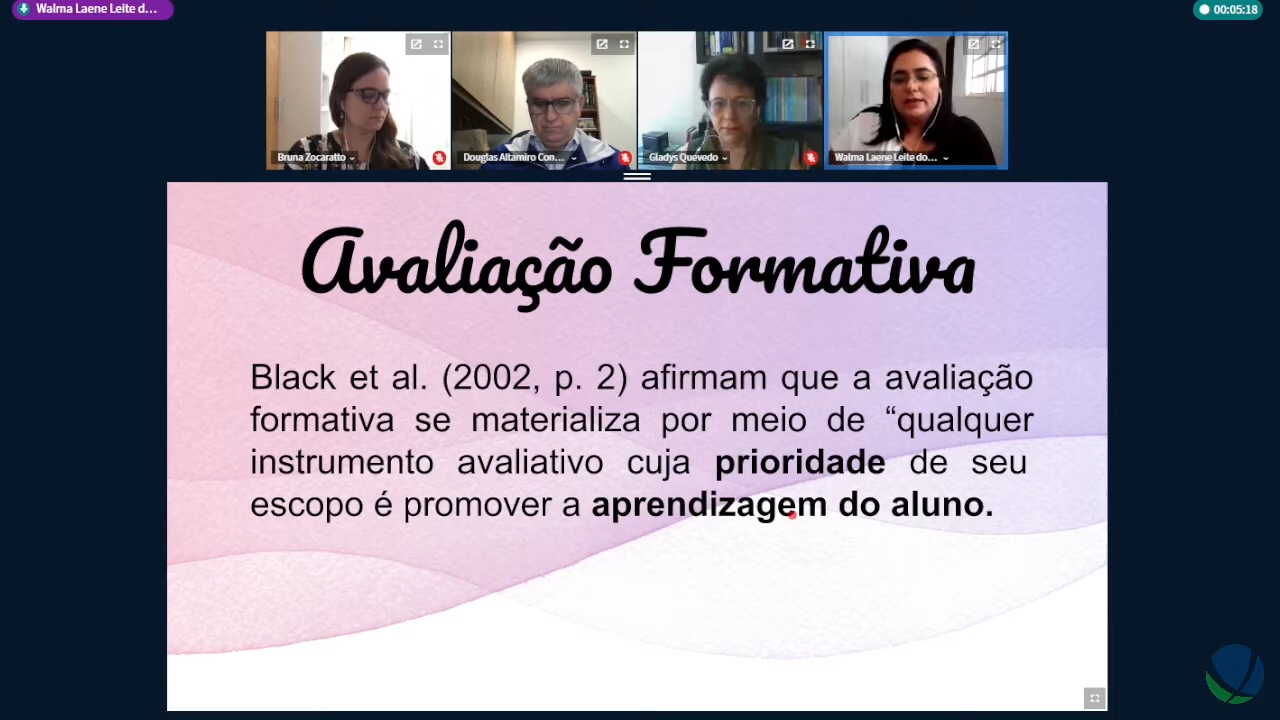 Walma Laene Leite d...
00:05:18
Bruna Zocaratto
Douglas Altamiro Con...
Gladys Quevedo
Walma Laene Leite do...
Avaliação Formativa
Black et al. (2002, p. 2) afirmam que a avaliação
formativa se materializa por meio de “qualquer
instrumento avaliativo cuja prioridade de seu
escopo é promover a aprendizagem do aluno.